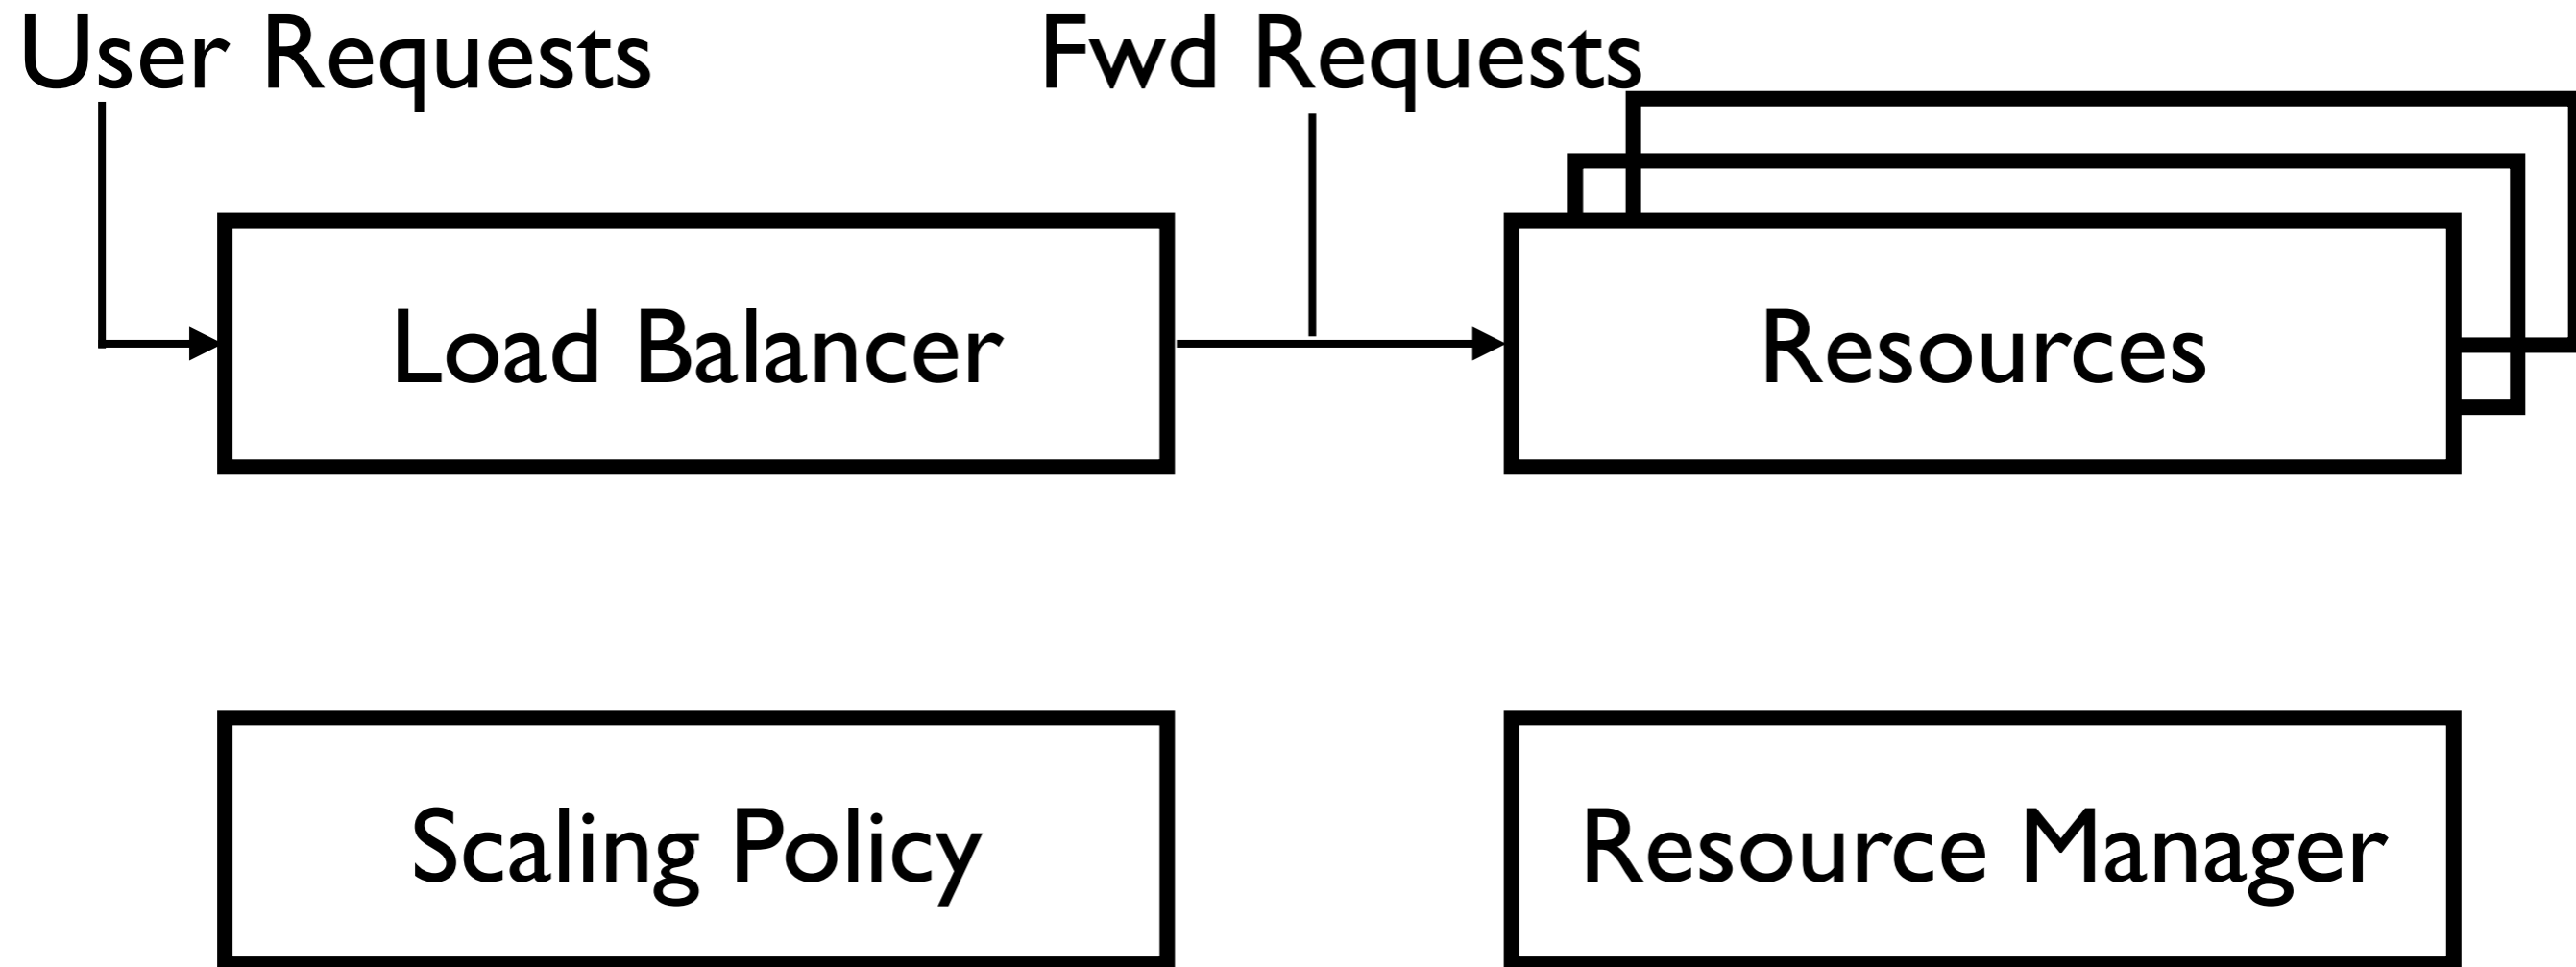 User Requests
Fwd Requests
Load Balancer
Resources
Scaling Policy
Resource Manager